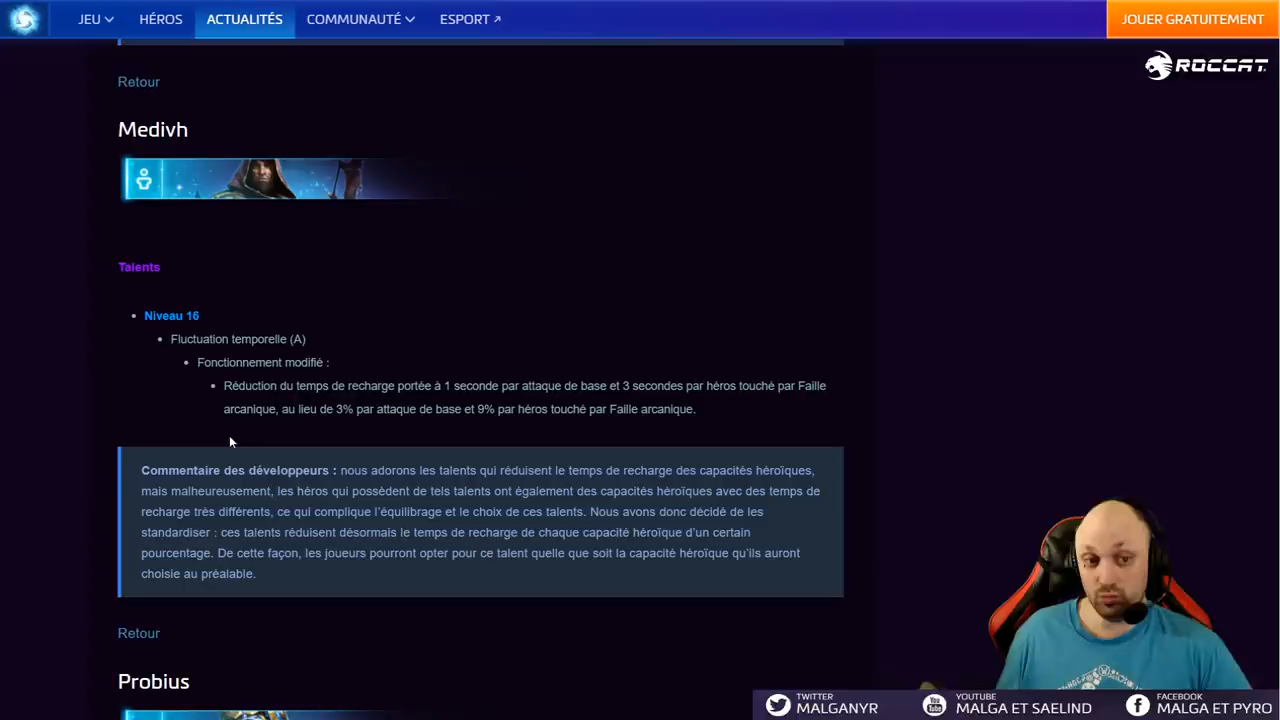 JEU HÉROS ACTUALITÉS COMMUNAUTÉ ESPORT JOUER GRATUITEMENT
ROCCAT
Retour
Medivh
Talents
Niveau 16
Fluctuation temporelle (A)
Fonctionnement modifié :
Réduction du temps de recharge portée à 1 seconde par attaque de base et 3 secondes par héros touché par Faille
arcanique, au lieu de 3% par attaque de base et 9% par héros touché par Faille arcanique.
Commentaire des développeurs : nous adorons les talents qui réduisent le temps de recharge des capacités héroïques,
mais malheureusement, les héros qui possèdent de tels talents ont également des capacités héroïques avec des temps de
recharge très différents, ce qui complique l'équilibrage et le choix de ces talents. Nous avons donc décidé de les
standardiser : ces talents réduisent désormais le temps de recharge de chaque capacité héroïque d'un certain
pourcentage. De cette façon, les joueurs pourront opter pour ce talent quelle que soit la capacité héroïque qu'ils auront
choisie au préalable.
Retour
Probius
TWITTER
MALGANYR
YOUTUBE
MALGA ET SAELIND
FACEBOOK
MALGA ET PYRO